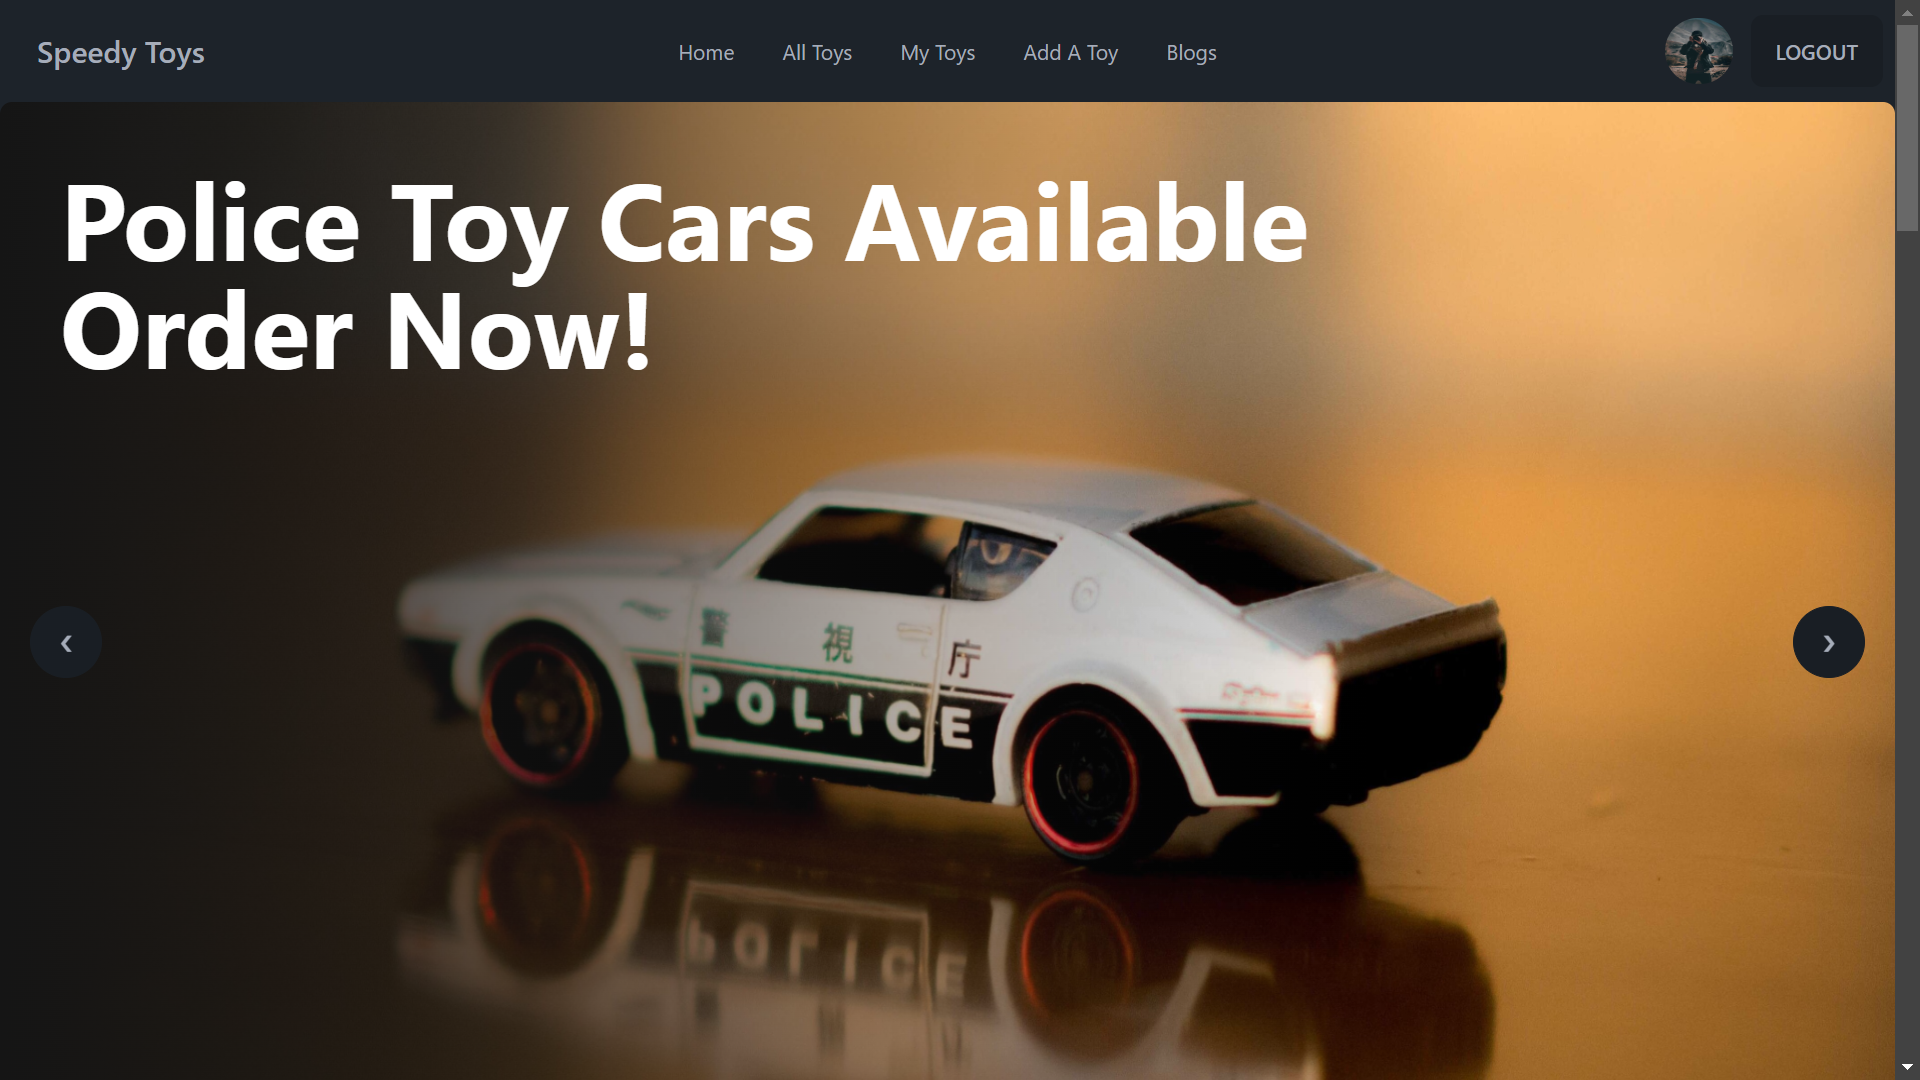 Speedy Toys
Home All Toys My Toys Add A Toy Blogs
LOGOUT
Police Toy Cars Available
Order Now!
警 視 庁
POLICE